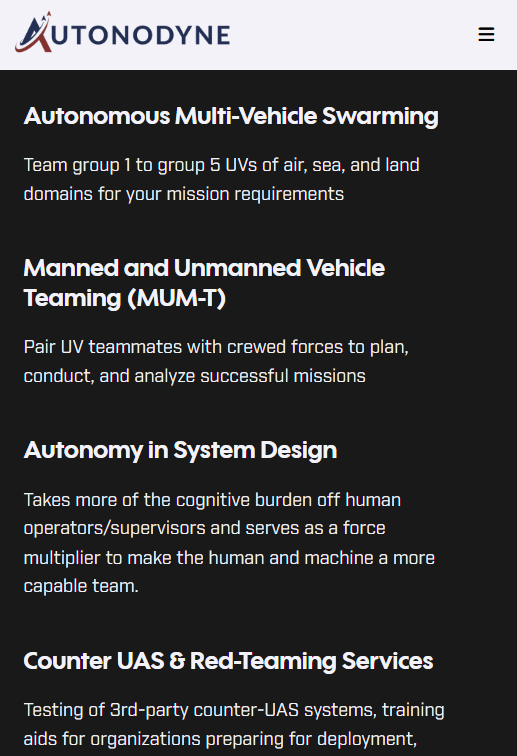 AUTONODYNE
Autonomous Multi-Vehicle Swarming
Team group 1 to group 5 UVs of air, sea, and land
domains for your mission requirements
Manned and Unmanned Vehicle
Teaming (MUM-T)
Pair UV teammates with crewed forces to plan,
conduct, and analyze successful missions
Autonomy in System Design
Takes more of the cognitive burden off human
operators/supervisors and serves as a force
multiplier to make the human and machine a more
capable team.
Counter UAS & Red-Teaming Services
Testing of 3rd-party counter-UAS systems, training
aids for organizations preparing for deployment,